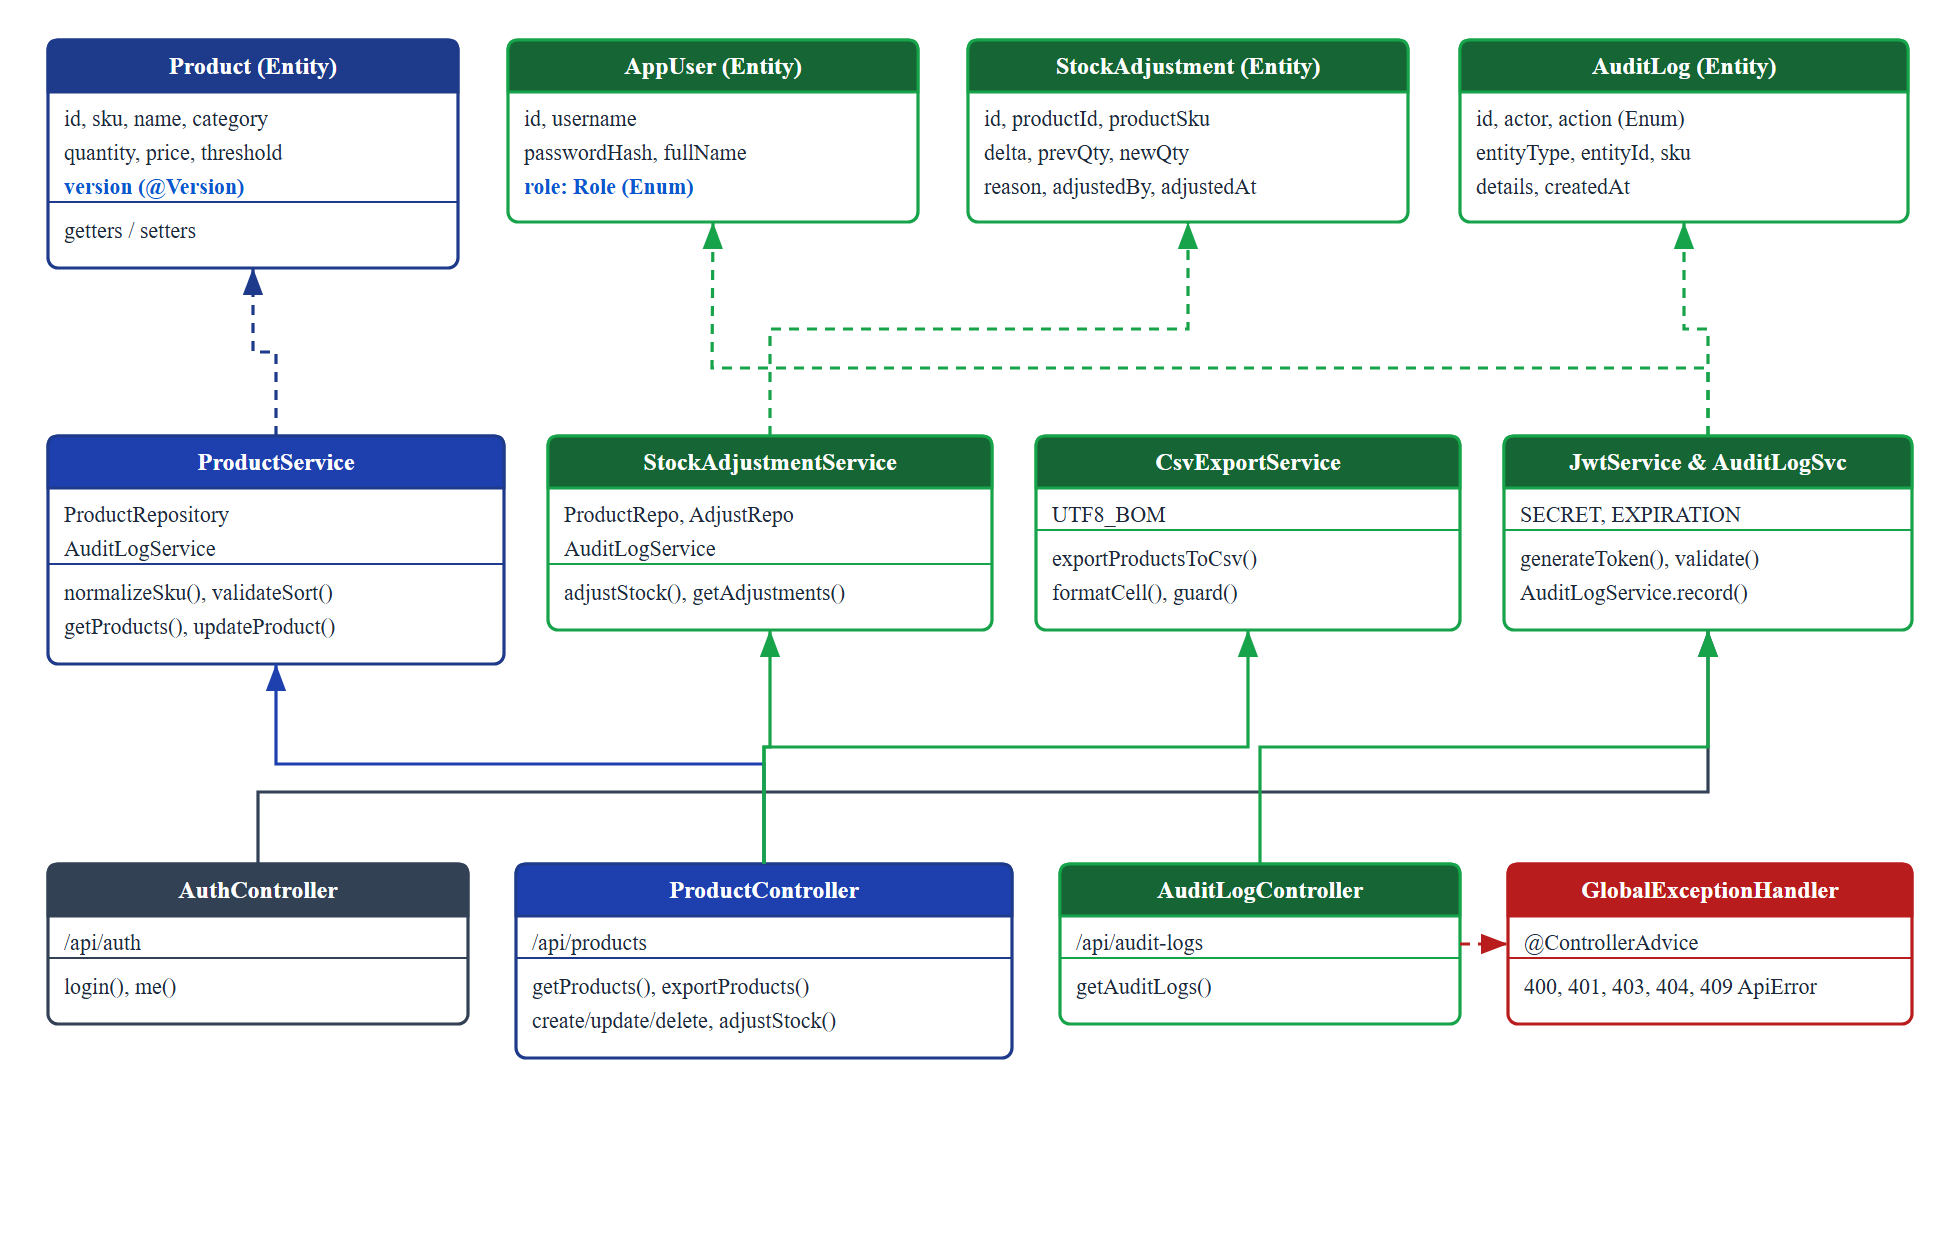 Product (Entity)
id, sku, name, category
quantity, price, threshold
version (@Version)
getters / setters
AppUser (Entity)
id, username
passwordHash, fullName
role: Role (Enum)
StockAdjustment (Entity)
id, productId, productSku
delta, prevQty, newQty
reason, adjustedBy, adjustedAt
AuditLog (Entity)
id, actor, action (Enum)
entityType, entityId, sku
details, createdAt
ProductService
ProductRepository
AuditLogService
normalizeSku(), validateSort()
getProducts(), updateProduct()
StockAdjustmentService
ProductRepo, AdjustRepo
AuditLogService
adjustStock(), getAdjustments()
CsvExportService
UTF8_BOM
exportProductsToCsv()
formatCell(), guard()
JwtService & AuditLogSvc
SECRET, EXPIRATION
generateToken(), validate()
AuditLogService.record()
AuthController
/api/auth
login(), me()
ProductController
/api/products
getProducts(), exportProducts()
create/update/delete, adjustStock()
AuditLogController
/api/audit-logs
getAuditLogs()
GlobalExceptionHandler
@ControllerAdvice
400, 401, 403, 404, 409 ApiError